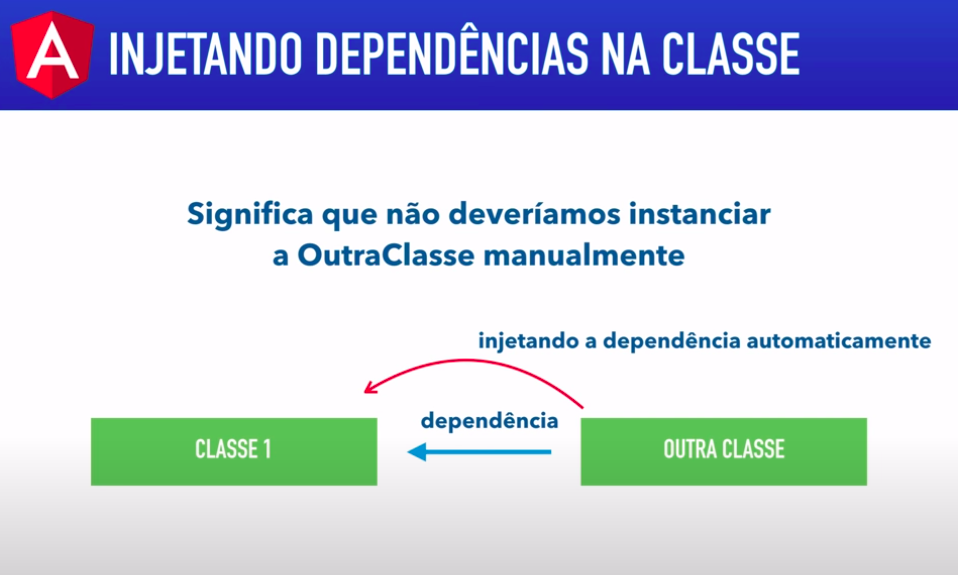 A
INJETANDO DEPENDÊNCIAS NA CLASSE
Significa que não deveríamos instanciar
a OutraClasse manualmente
injetando a dependência automaticamente
dependência
CLASSE 1
OUTRA CLASSE